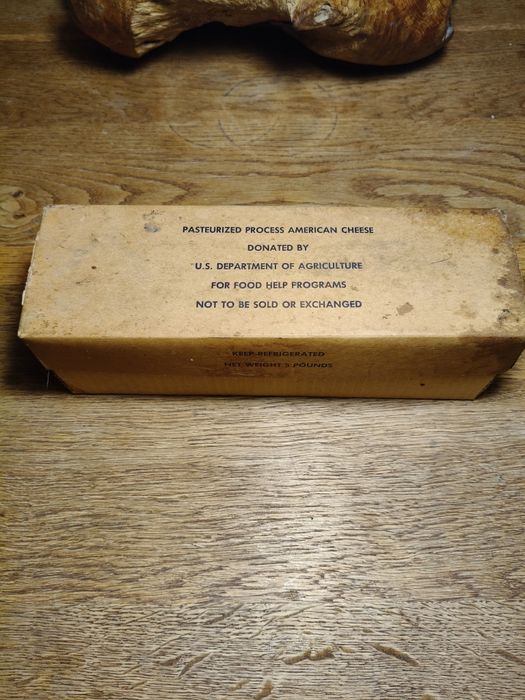 PASTEURIZED PROCESS AMERICAN CHEESE
DONATED BY
U.S. DEPARTMENT OF AGRICULTURE
FOR FOOD HELP PROGRAMS
NOT TO BE SOLD OR EXCHANGED
KEEP REFRIGERATED
NET WEIGHT 5 POUNDS